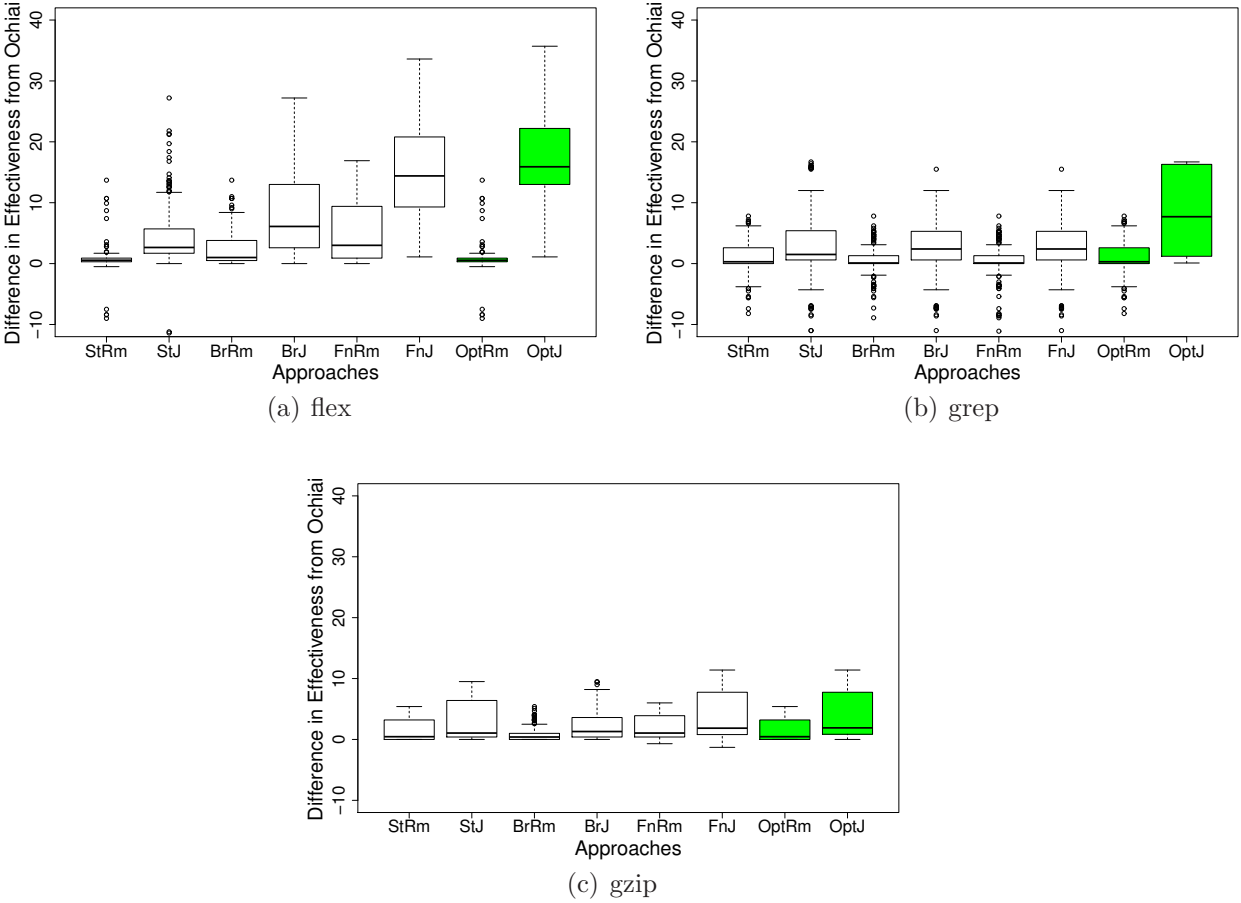 Difference in Effectiveness from Ochiai
40
30
20
10
0
−10
StRm StJ BrRm BrJ FnRm FnJ OptRm OptJ
Approaches
(a) flex
Difference in Effectiveness from Ochiai
40
30
20
10
0
−10
StRm StJ BrRm BrJ FnRm FnJ OptRm OptJ
Approaches
(b) grep
Difference in Effectiveness from Ochiai
40
30
20
10
0
−10
StRm StJ BrRm BrJ FnRm FnJ OptRm OptJ
Approaches
(c) gzip